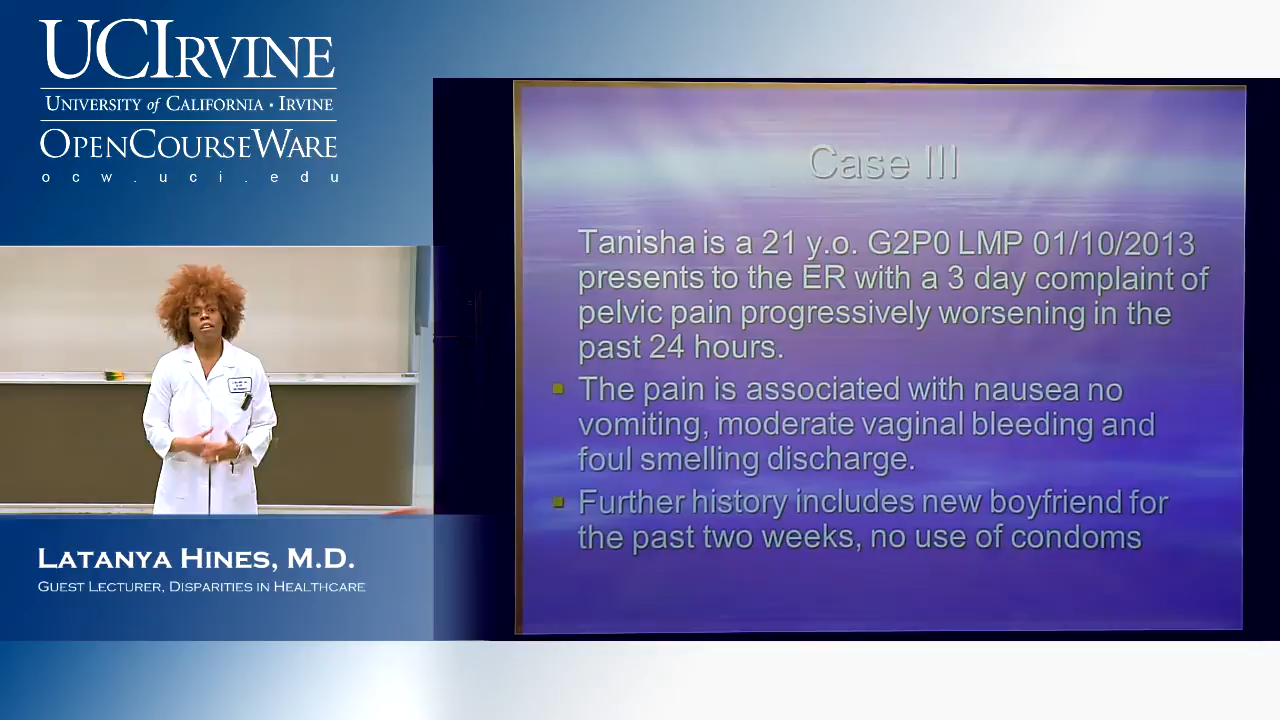 UCIRVINE
UNIVERSITY of CALIFORNIA · IRVINE
OPENCOURSEWARE
ocw.uci.edu
Case III
Tanisha is a 21 y.o. G2P0 LMP 01/10/2013
presents to the ER with a 3 day complaint of
pelvic pain progressively worsening in the
past 24 hours.
The pain is associated with nausea no
vomiting, moderate vaginal bleeding and
foul smelling discharge.
Further history includes new boyfriend for
the past two weeks, no use of condoms
LATANYA HINES, M.D.
GUEST LECTURER, DISPARITIES IN HEALTHCARE